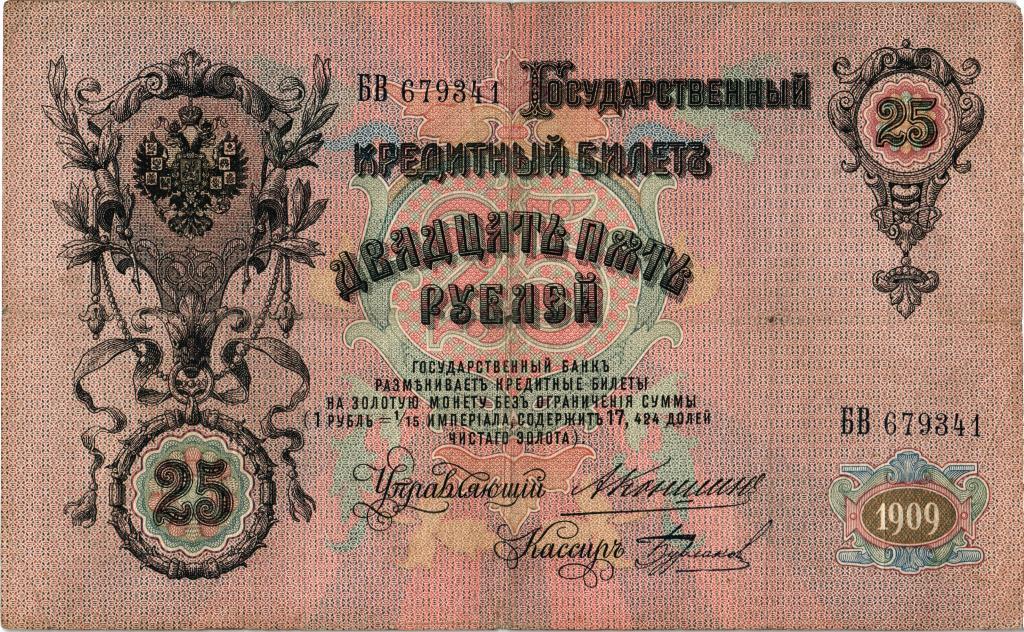 БВ 679341
Государственный
25
кредитный билетъ
двадцать пять
рублей
государственный банкъ
размѣниваетъ кредитные билеты
на золотую монету безъ ограниченія суммы
(1 рубль = 1/15 имперіала, содержитъ 17, 424 долей
чистаго золота).
БВ 679341
25
Управляющій
Кассиръ
1909